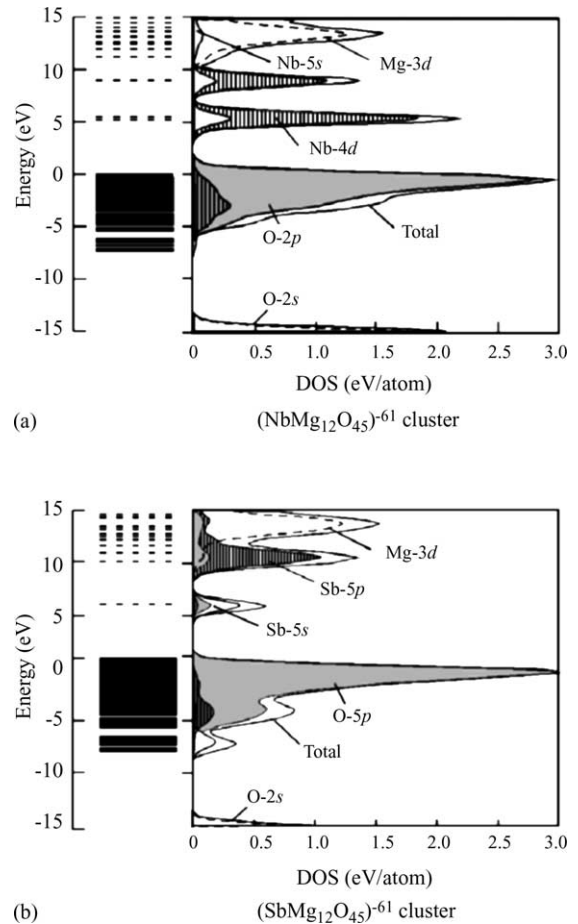 15
10
5
0
-5
-10
-15
Energy (eV)
Nb-5s
Mg-3d
Nb-4d
O-2p
Total
O-2s
0
0.5
1.0
1.5
2.0
2.5
3.0
DOS (eV/atom)
(a)
(NbMg12O45)-61 cluster
15
10
5
0
-5
-10
-15
Energy (eV)
Mg-3d
Sb-5p
Sb-5s
O-5p
Total
O-2s
0
0.5
1.0
1.5
2.0
2.5
3.0
DOS (eV/atom)
(b)
(SbMg12O45)-61 cluster